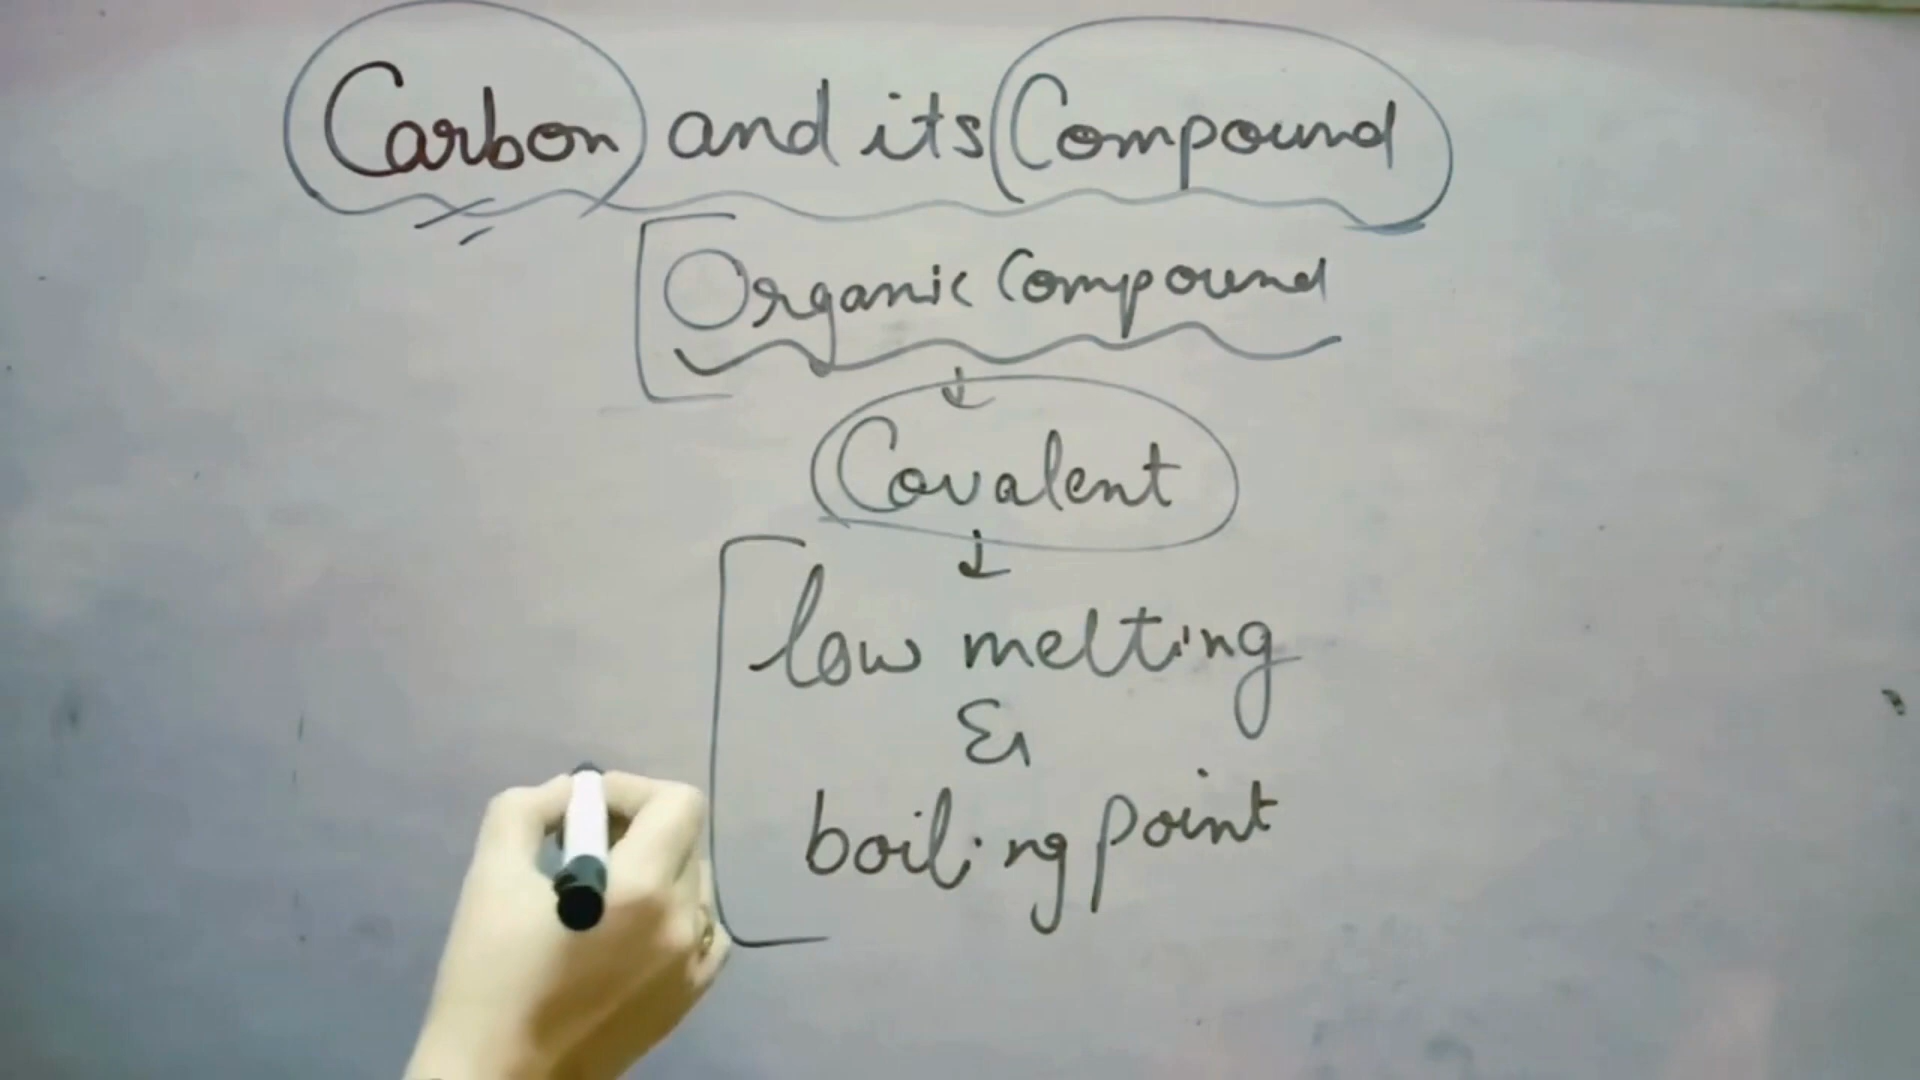 Carbon and its Compound
Organic Compound
Covalent
low melting
&
boiling point